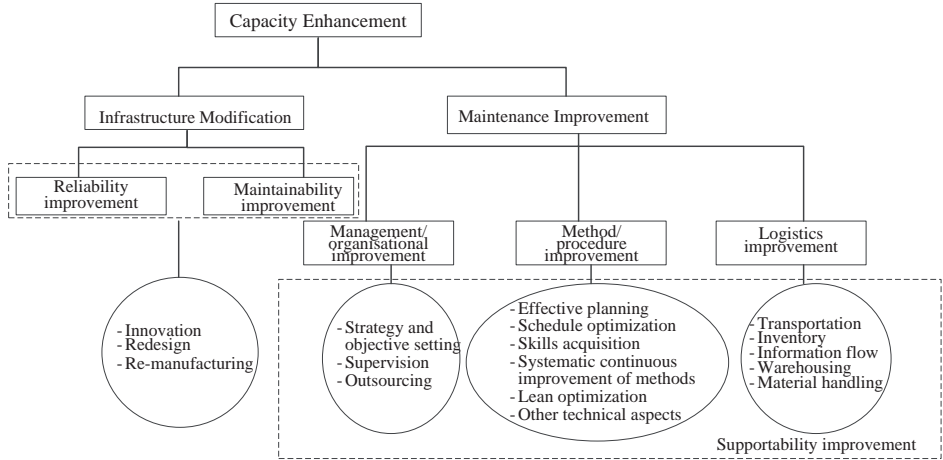 Capacity Enhancement
Infrastructure Modification
Maintenance Improvement
Reliability
improvement
Maintainability
improvement
Management/
organisational
improvement
Method/
procedure
improvement
Logistics
improvement
- Innovation
- Redesign
- Re-manufacturing
- Strategy and
objective setting
- Supervision
- Outsourcing
- Effective planning
- Schedule optimization
- Skills acquisition
- Systematic continuous
improvement of methods
- Lean optimization
- Other technical aspects
- Transportation
- Inventory
- Information flow
- Warehousing
- Material handling
Supportability improvement